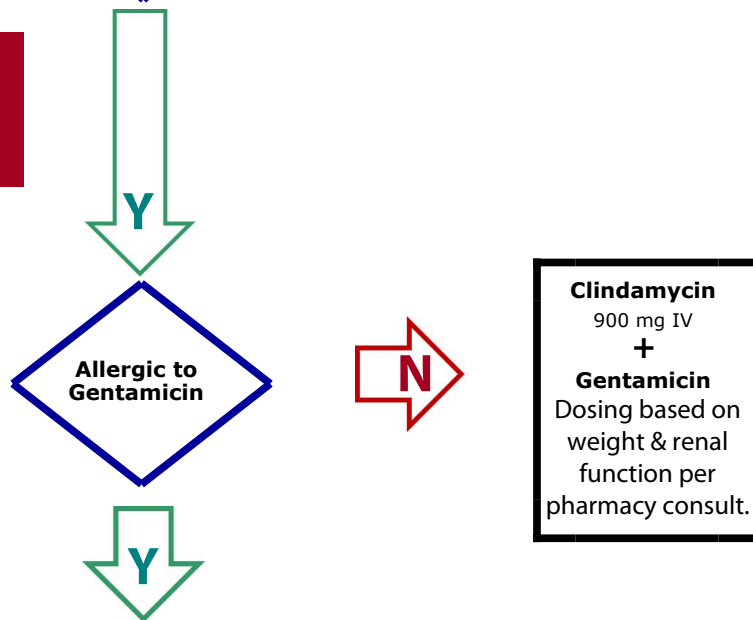 Y
Allergic to
Gentamicin
N
Clindamycin
900 mg IV
+
Gentamicin
Dosing based on
weight & renal
function per
pharmacy consult.
Y